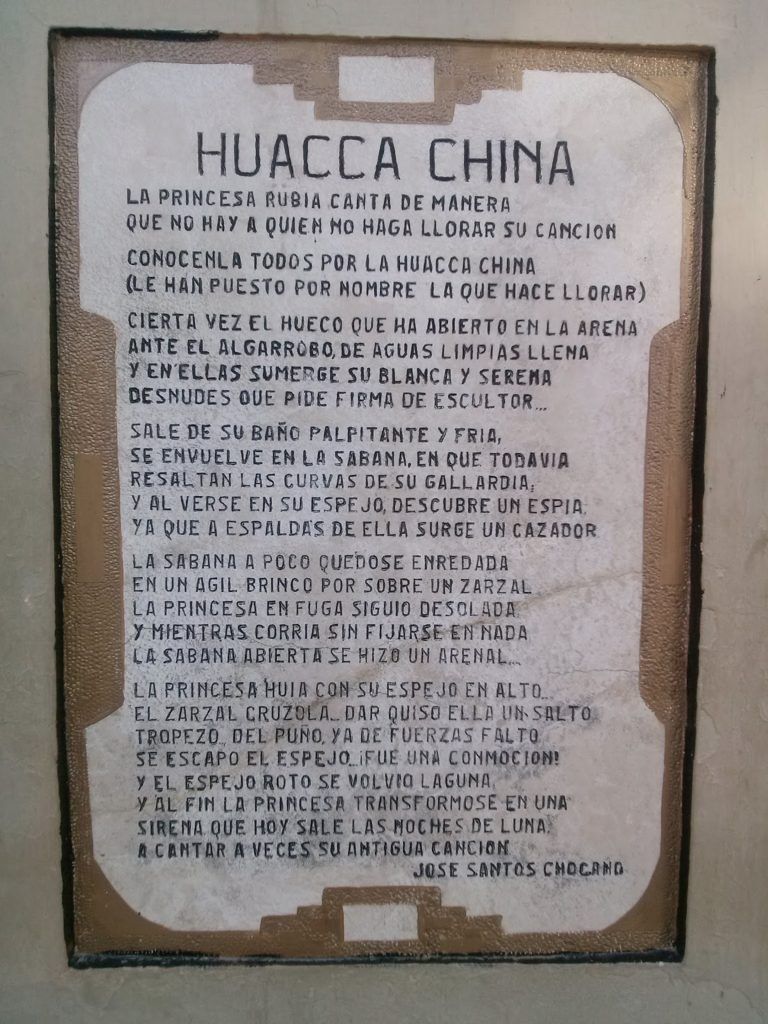 HUACCA CHINA
LA PRINCESA RUBIA CANTA DE MANERA
QUE NO HAY A QUIEN NO HAGA LLORAR SU CANCION
CONOCENLA TODOS POR LA HUACCA CHINA
(LE HAN PUESTO POR NOMBRE LA QUE HACE LLORAR)
CIERTA VEZ EL HUECO QUE HA ABIERTO EN LA ARENA
ANTE EL ALGARROBO, DE AGUAS LIMPIAS LLENA
Y EN ELLAS SUMERGE SU BLANCA Y SERENA
DESNUDES QUE PIDE FIRMA DE ESCULTOR...
SALE DE SU BAÑO PALPITANTE Y FRIA,
SE ENVUELVE EN LA SABANA, EN QUE TODAVIA
RESALTAN LAS CURVAS DE SU GALLARDIA;
Y AL VERSE EN SU ESPEJO, DESCUBRE UN ESPIA,
YA QUE A ESPALDAS DE ELLA SURGE UN CAZADOR
LA SABANA A POCO QUEDOSE ENREDADA
EN UN AGIL BRINCO POR SOBRE UN ZARZAL
LA PRINCESA EN FUGA SIGUIO DESOLADA,
Y MIENTRAS CORRIA SIN FIJARSE EN NADA
LA SABANA ABIERTA SE HIZO UN ARENAL...
LA PRINCESA HUIA CON SU ESPEJO EN ALTO...
EL ZARZAL CRUZOLA... DAR QUISO ELLA UN SALTO
TROPEZO.. DEL PUÑO, YA DE FUERZAS FALTO
SE ESCAPO EL ESPEJO...¡FUE UNA CONMOCION!
Y EL ESPEJO ROTO SE VOLVIO LAGUNA,
Y AL FIN LA PRINCESA TRANSFORMOSE EN UNA
SIRENA QUE HOY SALE LAS NOCHES DE LUNA,
A CANTAR A VECES SU ANTIGUA CANCION
JOSE SANTOS CHOCANO